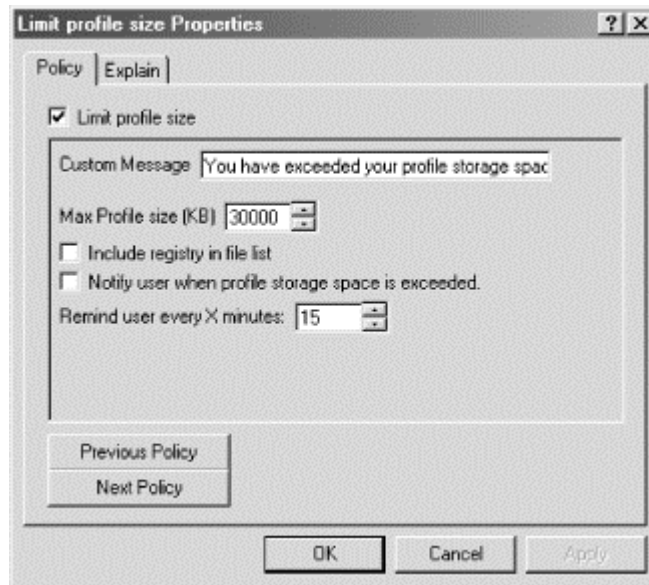 Limit profile size Properties
Policy Explain
Limit profile size
Custom Message You have exceeded your profile storage spac
Max Profile size (KB) 30000
Include registry in file list
Notify user when profile storage space is exceeded.
Remind user every X minutes: 15
Previous Policy
Next Policy
OK Cancel Apply